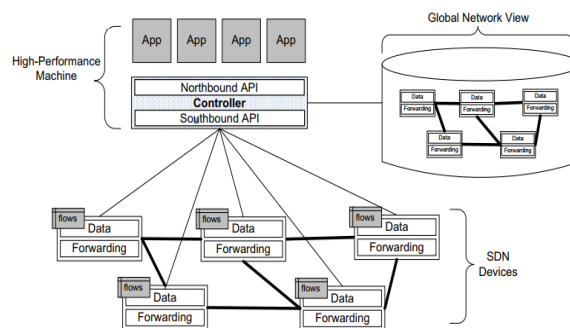 Global Network View
App App App App
High-Performance
Machine
Northbound API
Controller
Southbound API
Data Data Data
Forwarding Forwarding Forwarding
Data Data
Forwarding Forwarding
flows flows flows
Data Data Data
Forwarding Forwarding Forwarding
SDN
Devices
flows flows
Data Data
Forwarding Forwarding